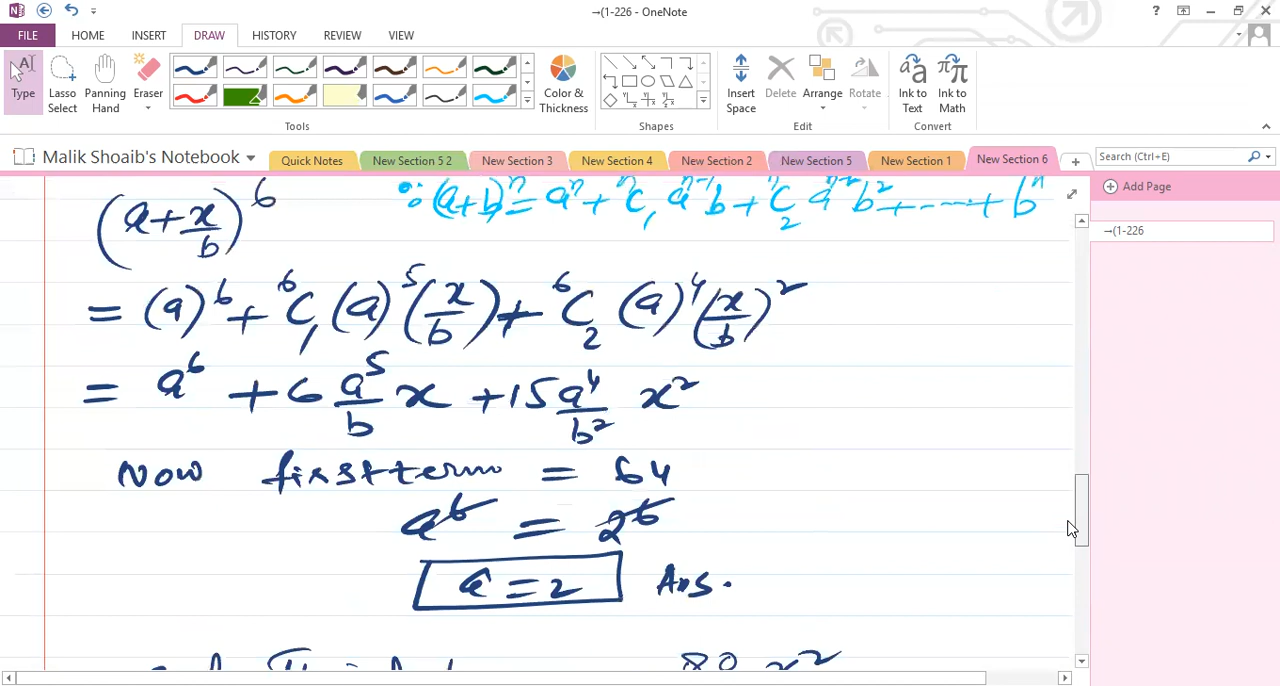 →(1-226 - OneNote
FILE HOME INSERT DRAW HISTORY REVIEW VIEW
Type
Lasso Select
Panning Hand
Eraser
Color & Thickness
Insert Space
Delete
Arrange
Rotate
Ink to Text
Ink to Math
Tools Shapes Edit Convert
Malik Shoaib's Notebook
Quick Notes New Section 5 2 New Section 3 New Section 4 New Section 2 New Section 5 New Section 1 New Section 6
Search (Ctrl+E)
Add Page
→(1-226
∵ (a+b)^n = a^n + ^nC_1 a^{n-1} b + ^nC_2 a^{n-2} b^2 + ...... + b^n
(a + x/b)^6
= (a)^6 + ^6C_1 (a)^5 (x/b) + ^6C_2 (a)^4 (x/b)^2
= a^6 + 6 a^5/b x + 15 a^4/b^2 x^2
Now first term = 64
a^6 = 2^6
a = 2 Ans.